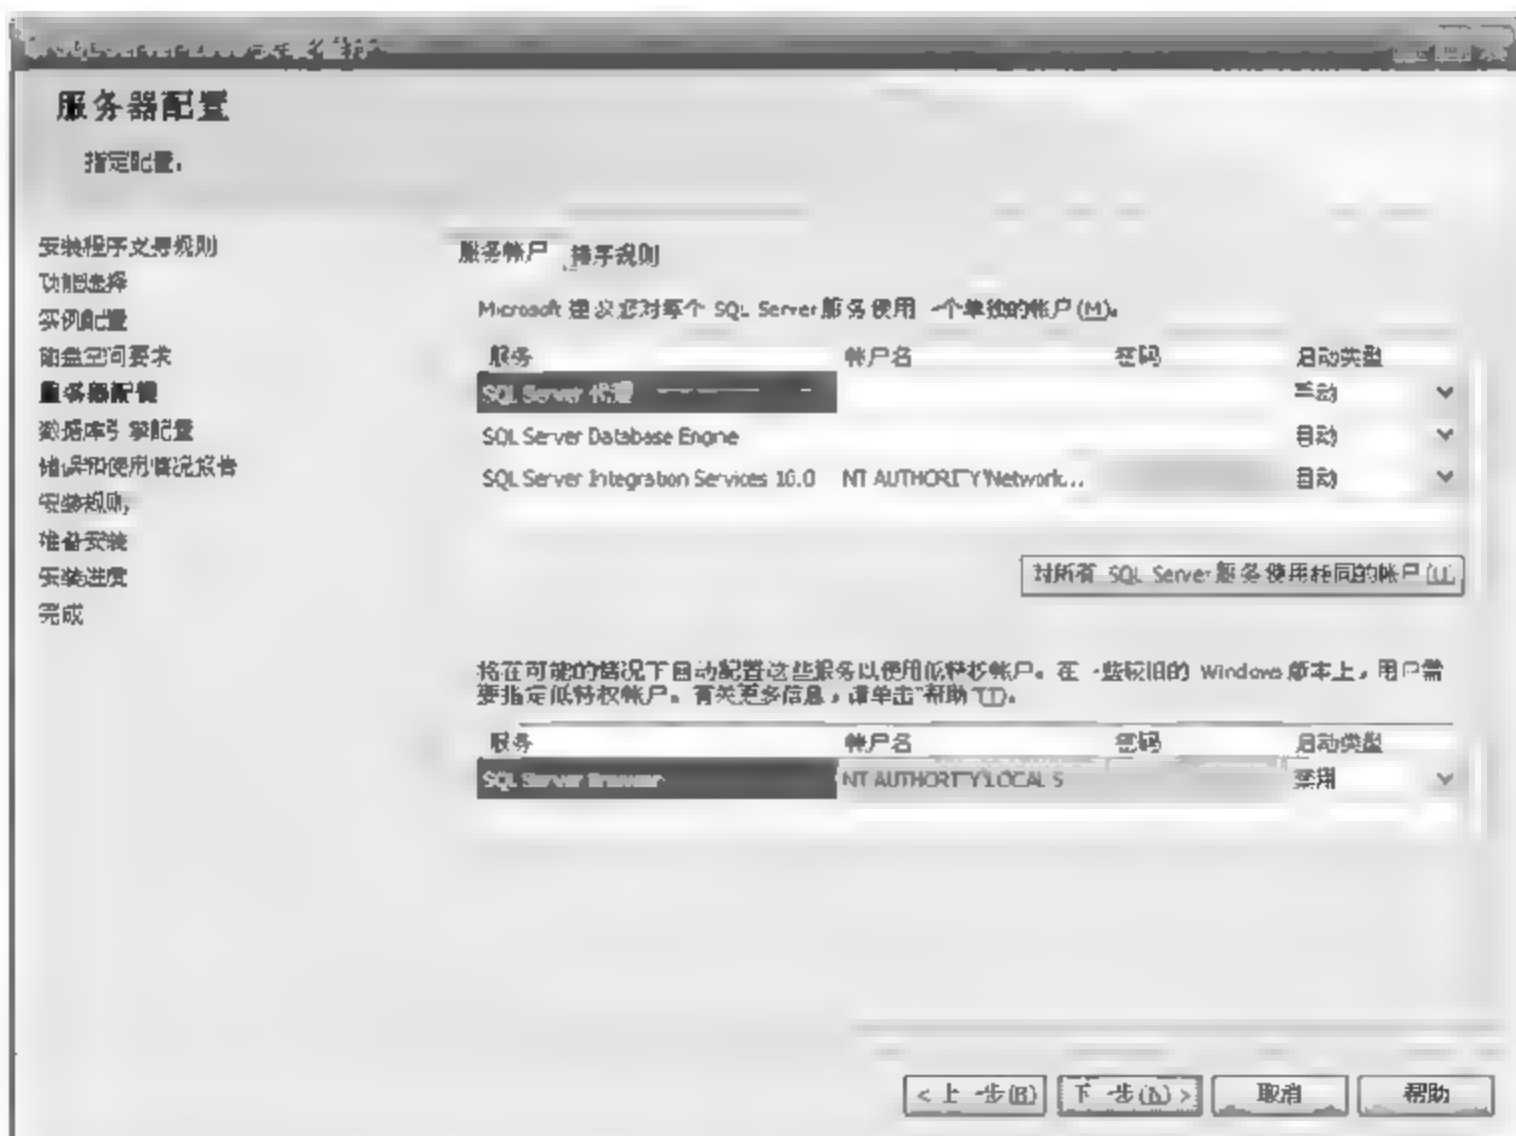 服务器配置
指定配置。
安装程序支持规则
功能选择
实例配置
磁盘空间要求
服务器配置
数据库引擎配置
错误和使用情况报告
安装规则
准备安装
安装进度
完成
服务帐户 排序规则
Microsoft 建议您对每个 SQL Server 服务使用一个单独的帐户(M)。
服务 帐户名 密码 启动类型
SQL Server 代理 手动
SQL Server Database Engine 自动
SQL Server Integration Services 10.0 NT AUTHORITY\Network... 自动
对所有 SQL Server 服务使用相同的帐户(U)
将在可能的情况下自动配置这些服务以使用低特权帐户。在一些较旧的 Windows 版本上，用户需
要指定低特权帐户。有关更多信息，请单击"帮助"(I)。
服务 帐户名 密码 启动类型
SQL Server Browser NT AUTHORITY\LOCAL S 禁用
< 上一步(B) 下一步(N) > 取消 帮助